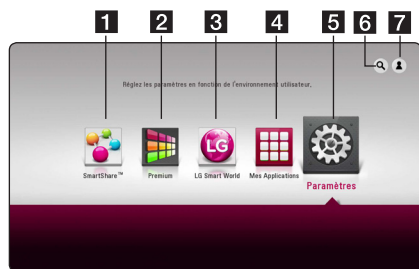 1 2 3 4 5 6 7
Réglez les paramètres en fonction de l'environnement utilisateur.
LG
SmartShare™ Premium LG Smart World Mes Applications Paramètres